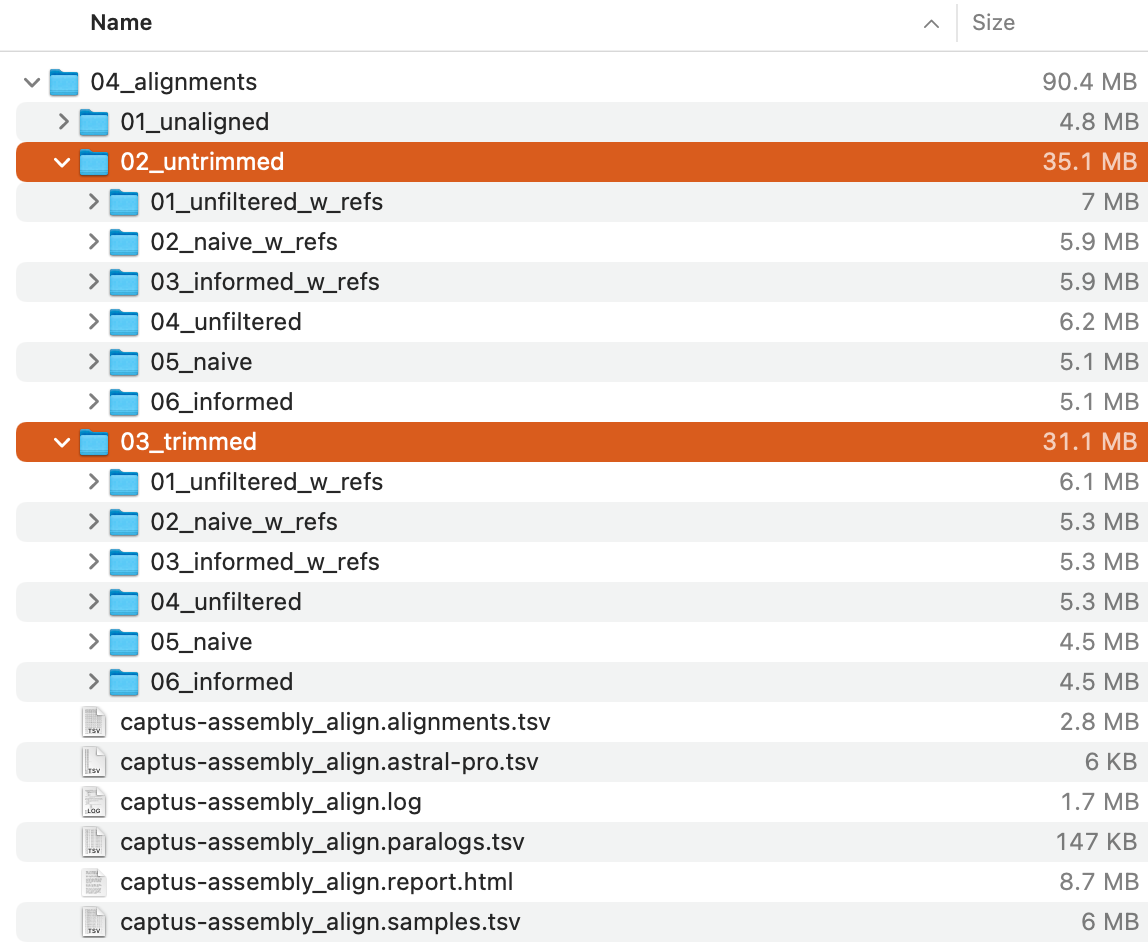 Name Size
04_alignments 90.4 MB
01_unaligned 4.8 MB
02_untrimmed 35.1 MB
01_unfiltered_w_refs 7 MB
02_naive_w_refs 5.9 MB
03_informed_w_refs 5.9 MB
04_unfiltered 6.2 MB
05_naive 5.1 MB
06_informed 5.1 MB
03_trimmed 31.1 MB
01_unfiltered_w_refs 6.1 MB
02_naive_w_refs 5.3 MB
03_informed_w_refs 5.3 MB
04_unfiltered 5.3 MB
05_naive 4.5 MB
06_informed 4.5 MB
TSV captus-assembly_align.alignments.tsv 2.8 MB
TSV captus-assembly_align.astral-pro.tsv 6 KB
LOG captus-assembly_align.log 1.7 MB
TSV captus-assembly_align.paralogs.tsv 147 KB
captus-assembly_align.report.html 8.7 MB
TSV captus-assembly_align.samples.tsv 6 MB